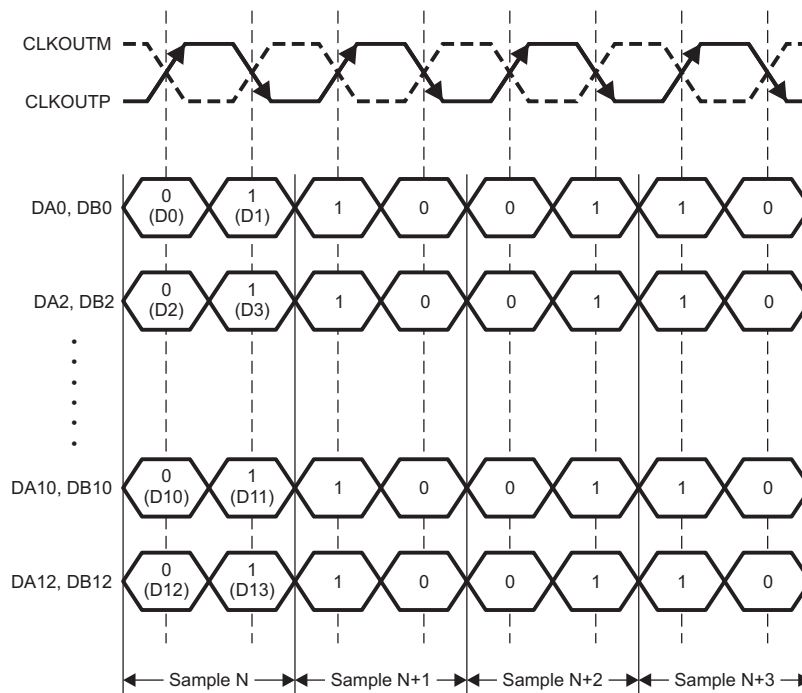 CLKOUTM
CLKOUTP
DA0, DB0
0
(D0)
1
(D1)
1
0
0
1
1
0
DA2, DB2
0
(D2)
1
(D3)
1
0
0
1
1
0
DA10, DB10
0
(D10)
1
(D11)
1
0
0
1
1
0
DA12, DB12
0
(D12)
1
(D13)
1
0
0
1
1
0
Sample N
Sample N+1
Sample N+2
Sample N+3